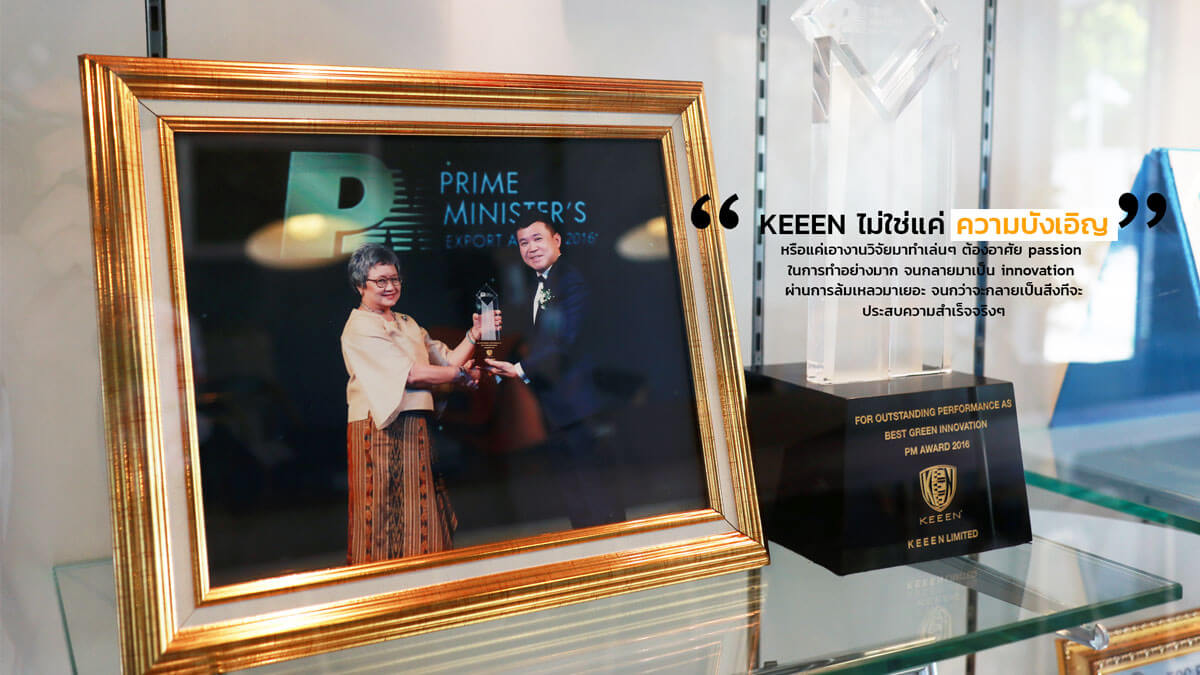 PRIME
MINISTER'S
EXPORT A 2016
“ KEEEN ไม่ใช่แค่ ความบังเอิญ ”
หรือแค่เอางานวิจัยมาทำเล่นๆ ต้องอาศัย passion
ในการทำอย่างมาก จนกลายมาเป็น innovation
ผ่านการล้มเหลวมาเยอะ จนกว่าจะกลายเป็นสิ่งที่จะ
ประสบความสำเร็จจริงๆ
FOR OUTSTANDING PERFORMANCE AS
BEST GREEN INNOVATION
PM AWARD 2016
KEEEN
KEEEN
KEEEN LIMITED